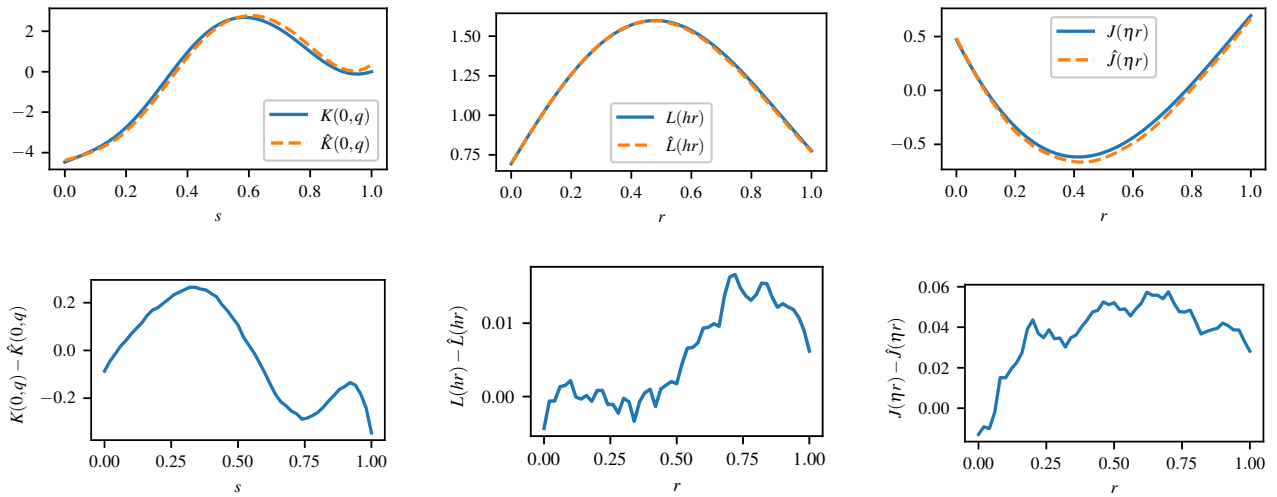 2
0
−2
−4
K(0,q)
K̂(0,q)
0.0 0.2 0.4 0.6 0.8 1.0
s
1.50
1.25
1.00
0.75
L(hr)
L̂(hr)
0.0 0.2 0.4 0.6 0.8 1.0
r
0.5
0.0
−0.5
J(ηr)
Ĵ(ηr)
0.0 0.2 0.4 0.6 0.8 1.0
r
K(0,q) − K̂(0,q)
0.2
0.0
−0.2
0.00 0.25 0.50 0.75 1.00
s
L(hr) − L̂(hr)
0.01
0.00
0.00 0.25 0.50 0.75 1.00
r
J(ηr) − Ĵ(ηr)
0.06
0.04
0.02
0.00
0.00 0.25 0.50 0.75 1.00
r